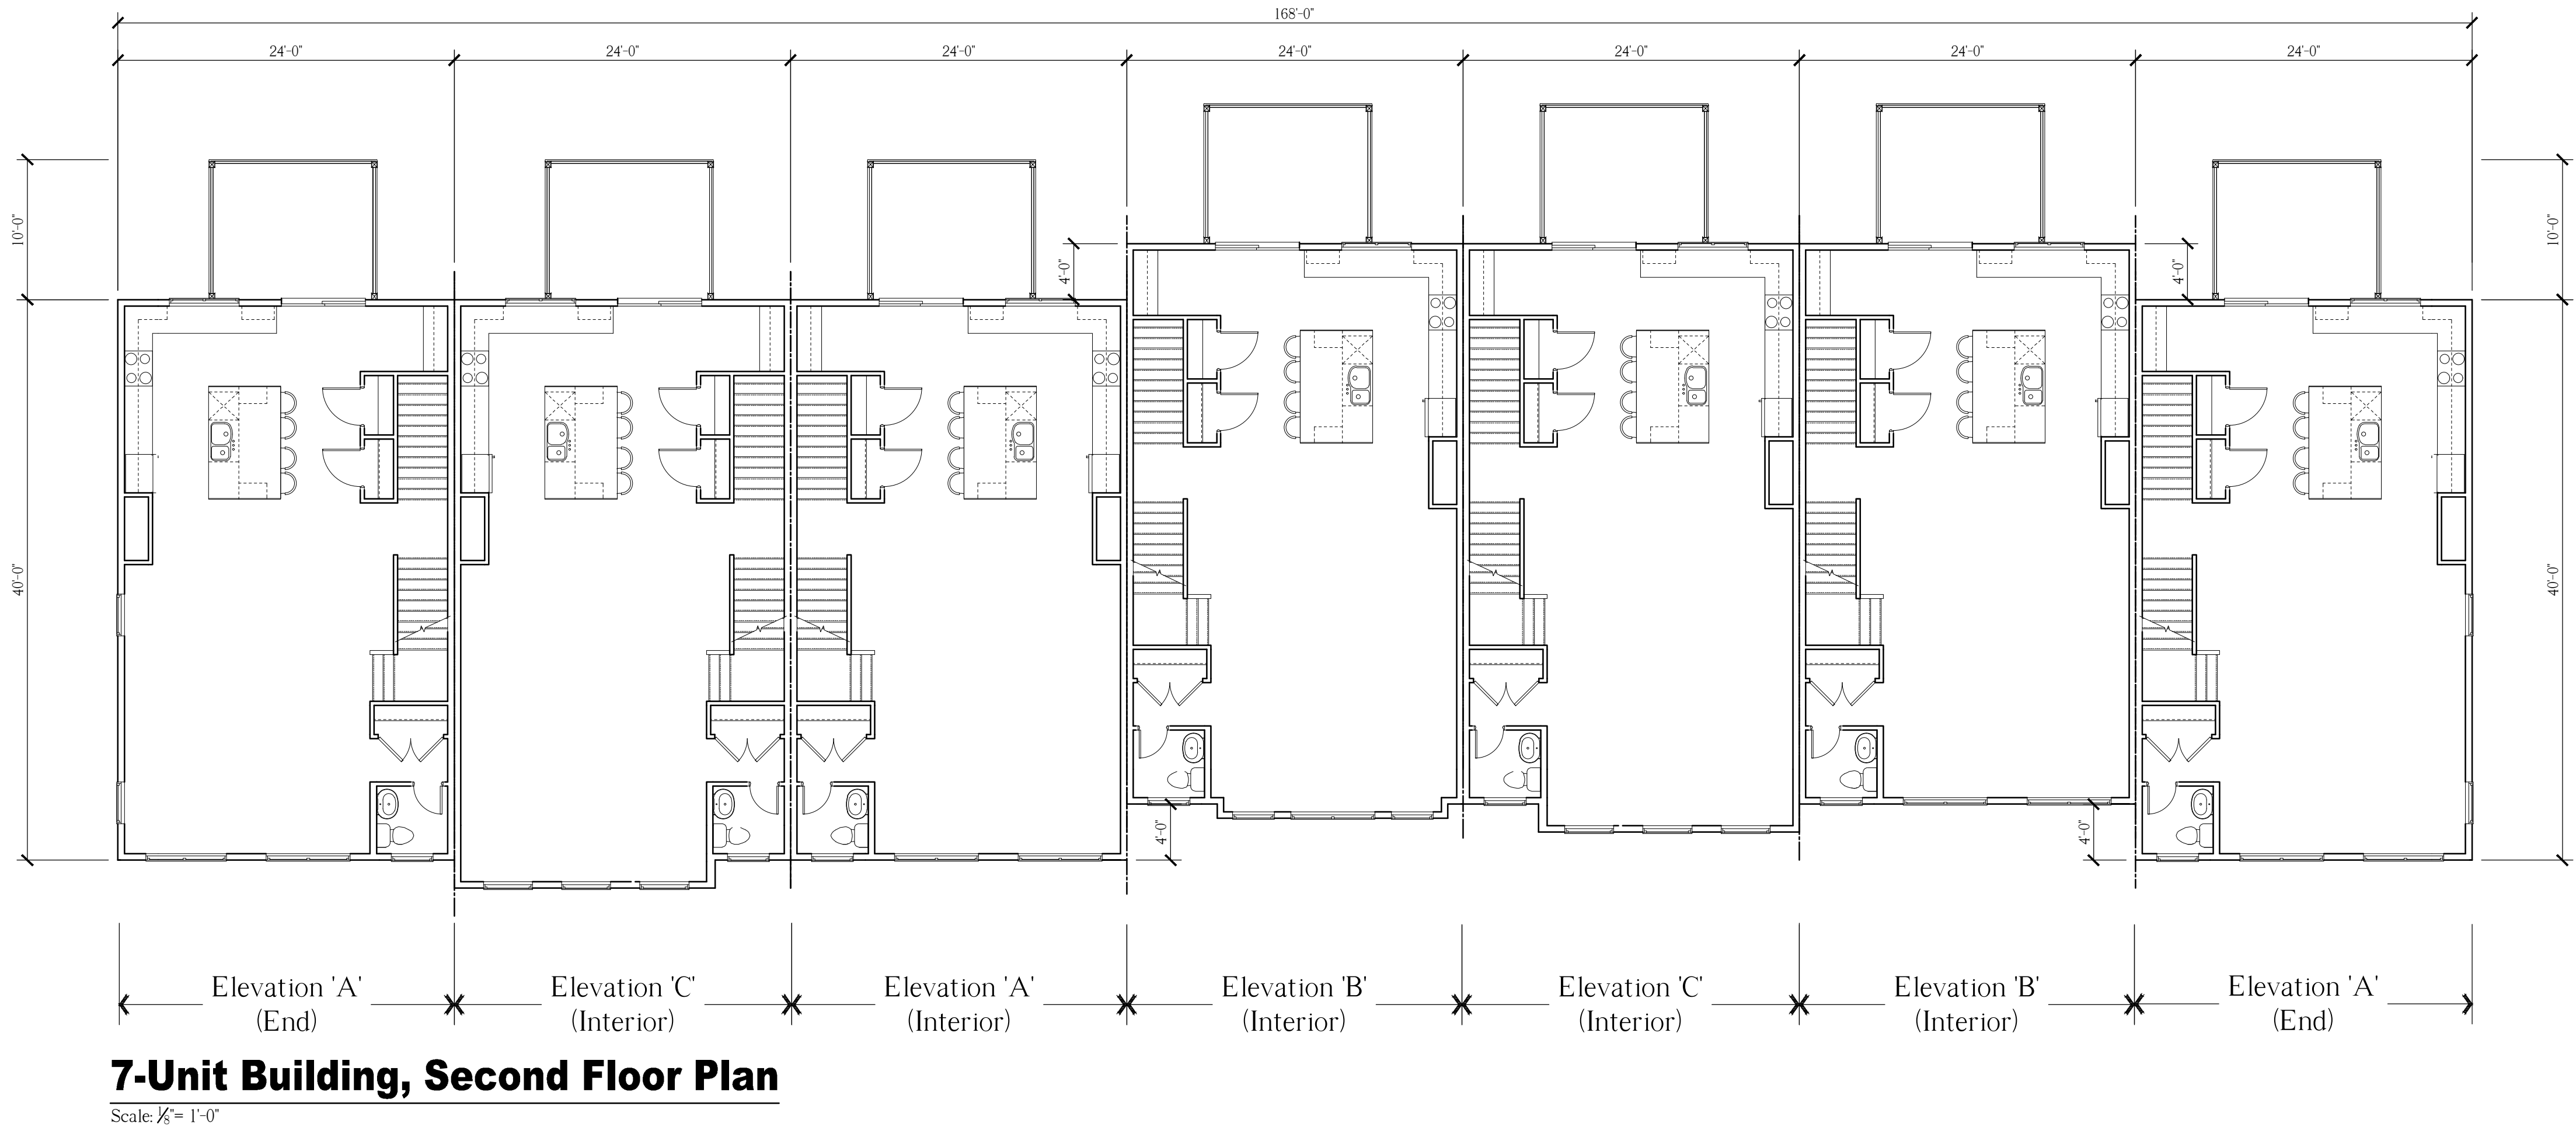 168'-0"
24'-0" 24'-0" 24'-0" 24'-0" 24'-0" 24'-0" 24'-0"
10'-0" 10'-0"
4'-0" 4'-0"
40'-0" 40'-0"
4'-0" 4'-0"
Elevation 'A' Elevation 'C' Elevation 'A' Elevation 'B' Elevation 'C' Elevation 'B' Elevation 'A'
(End) (Interior) (Interior) (Interior) (Interior) (Interior) (End)
7-Unit Building, Second Floor Plan
Scale: ⅛"= 1'-0"